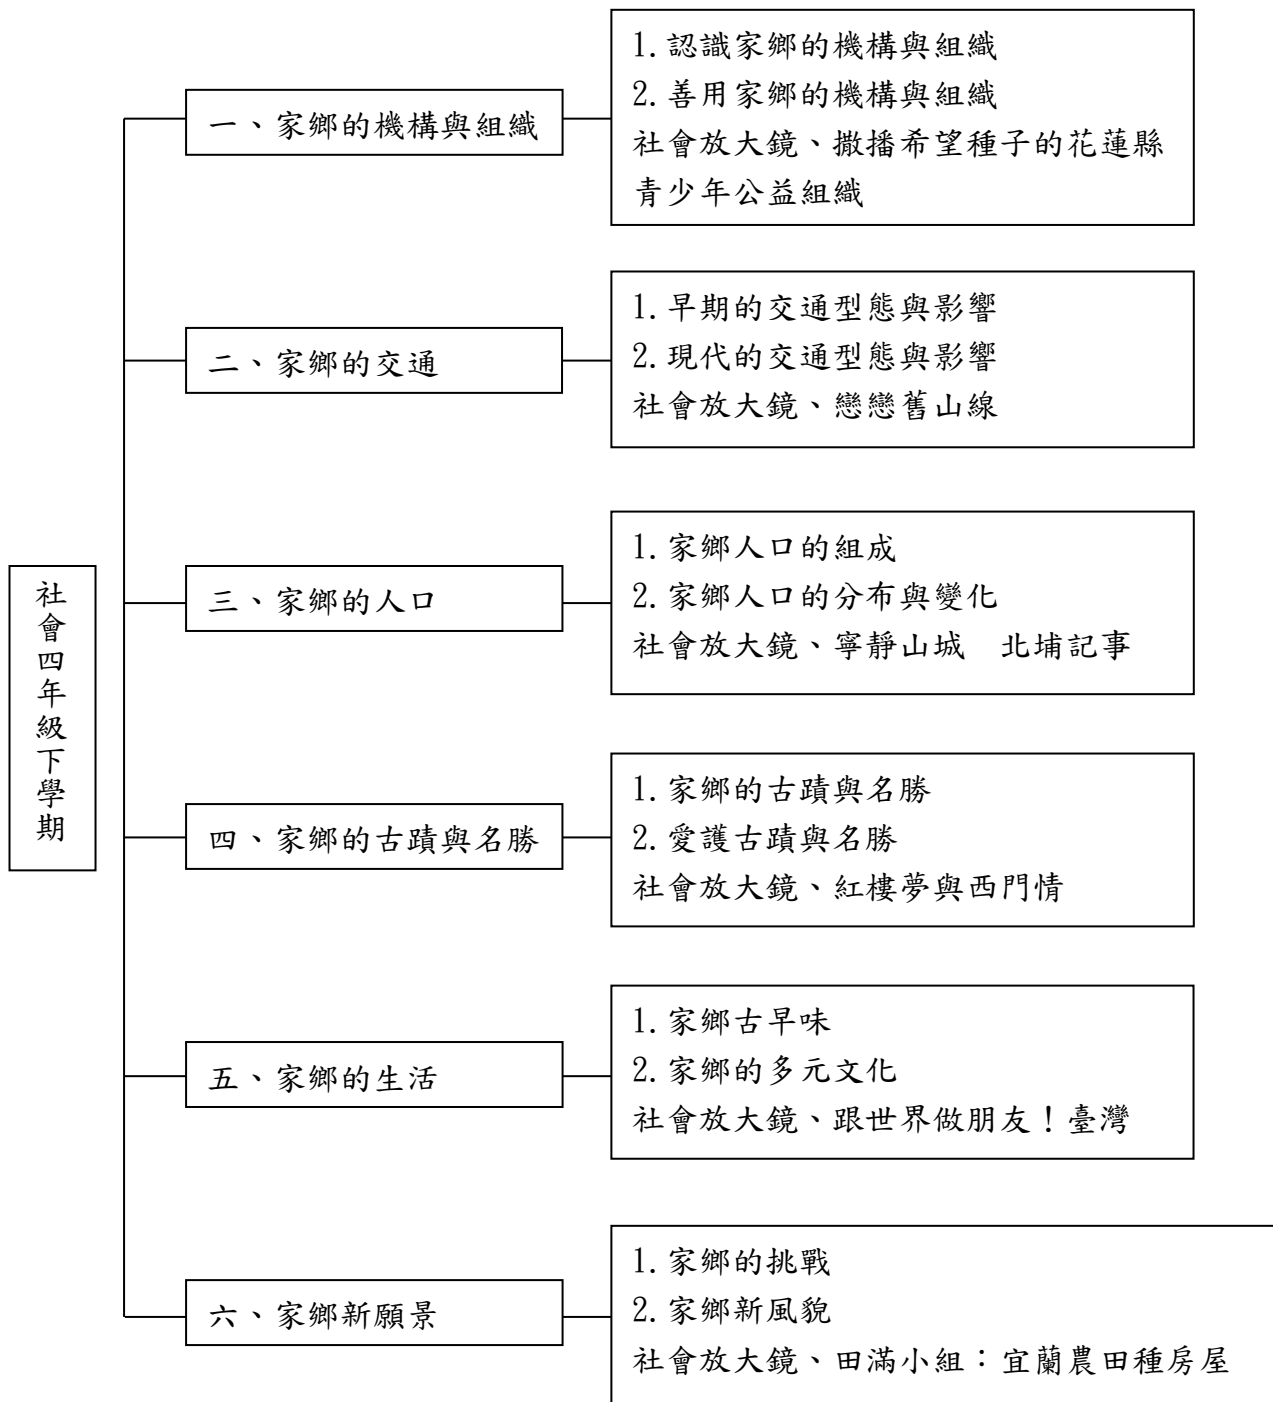 社會四年級下學期
一、家鄉的機構與組織
1.認識家鄉的機構與組織
2.善用家鄉的機構與組織
社會放大鏡、撒播希望種子的花蓮縣
青少年公益組織
二、家鄉的交通
1.早期的交通型態與影響
2.現代的交通型態與影響
社會放大鏡、戀戀舊山線
三、家鄉的人口
1.家鄉人口的組成
2.家鄉人口的分布與變化
社會放大鏡、寧靜山城　北埔記事
四、家鄉的古蹟與名勝
1.家鄉的古蹟與名勝
2.愛護古蹟與名勝
社會放大鏡、紅樓夢與西門情
五、家鄉的生活
1.家鄉古早味
2.家鄉的多元文化
社會放大鏡、跟世界做朋友！臺灣
六、家鄉新願景
1.家鄉的挑戰
2.家鄉新風貌
社會放大鏡、田滿小組：宜蘭農田種房屋